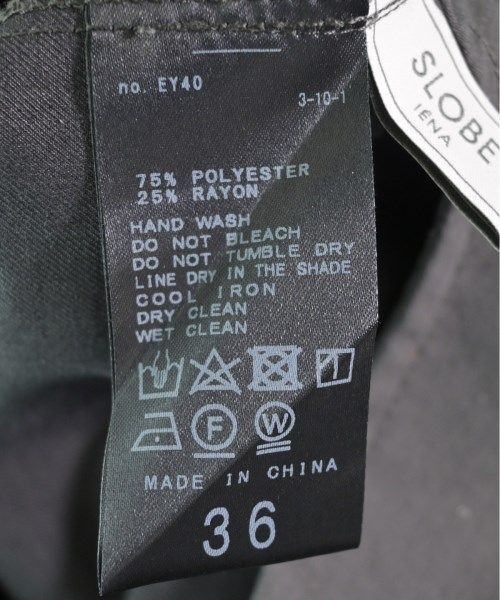 no. EY40
3-10-1
75% POLYESTER
25% RAYON
HAND WASH
DO NOT BLEACH
DO NOT TUMBLE DRY
LINE DRY IN THE SHADE
COOL IRON
DRY CLEAN
WET CLEAN
F
W
MADE IN CHINA
36
SLOBE
IENA